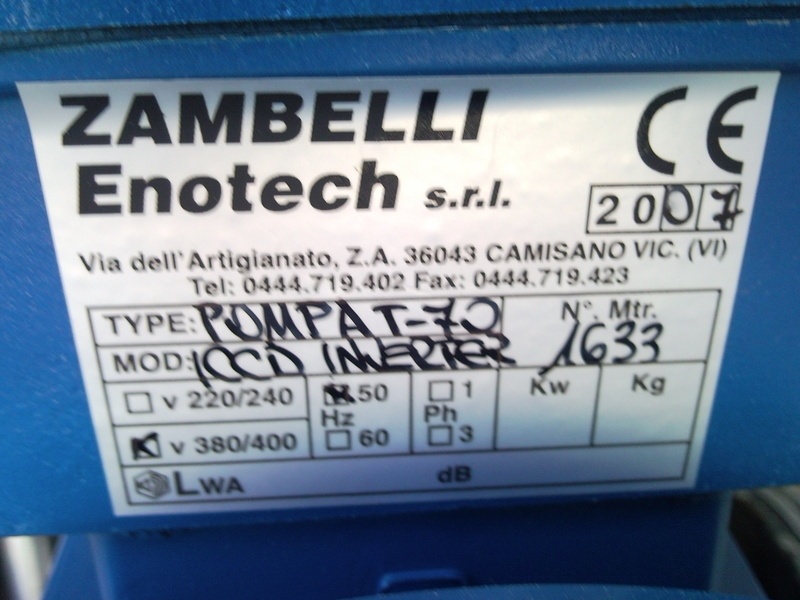 ZAMBELLI CE
Enotech s.r.l. 2007
Via dell'Artigianato, Z.A. 36043 CAMISANO VIC. (VI)
Tel: 0444.719.402 Fax: 0444.719.423
TYPE: POMPA T-70 N°. Mtr.
MOD: INVERTER 1633
V 220/240 50 1 Kw Kg
Hz Ph
V 380/400 60 3
LWA dB